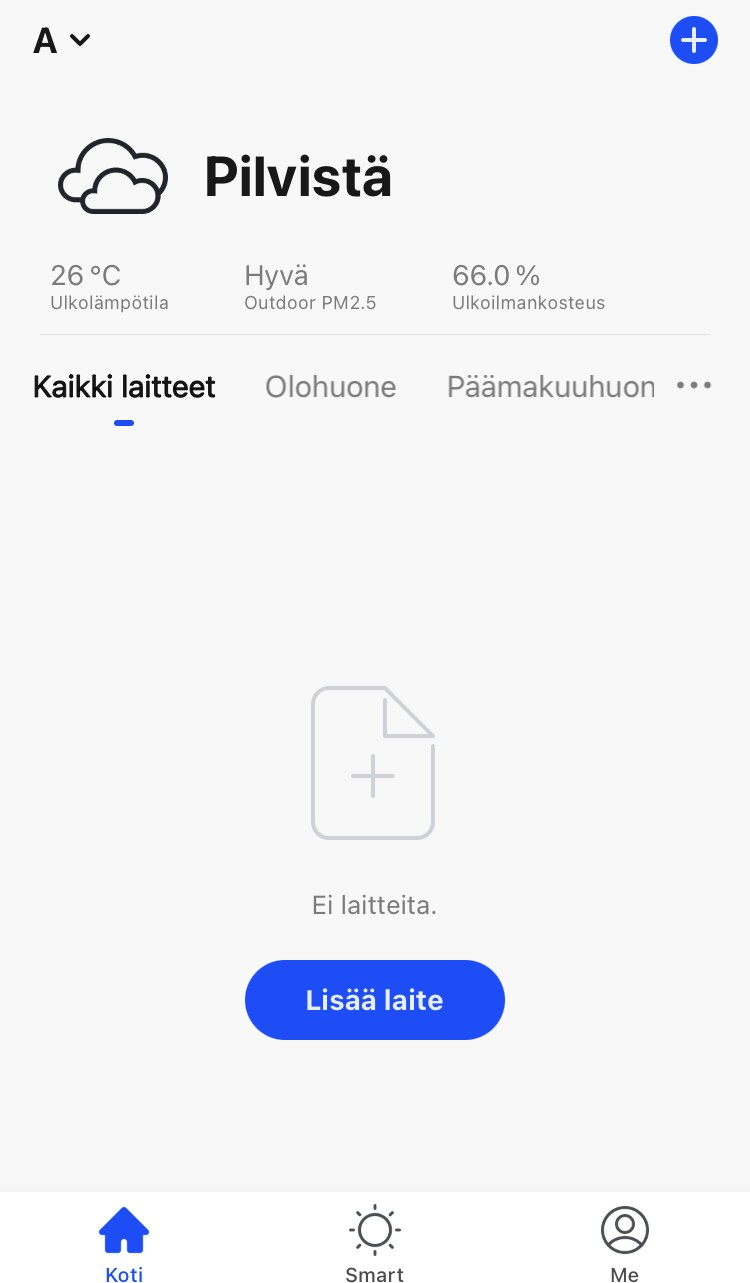 A
Pilvistä
26 °C Hyvä 66.0 %
Ulkolämpötila Outdoor PM2.5 Ulkoilmankosteus
Kaikki laitteet Olohuone Päämakuuhuon
Ei laitteita.
Lisää laite
Koti Smart Me